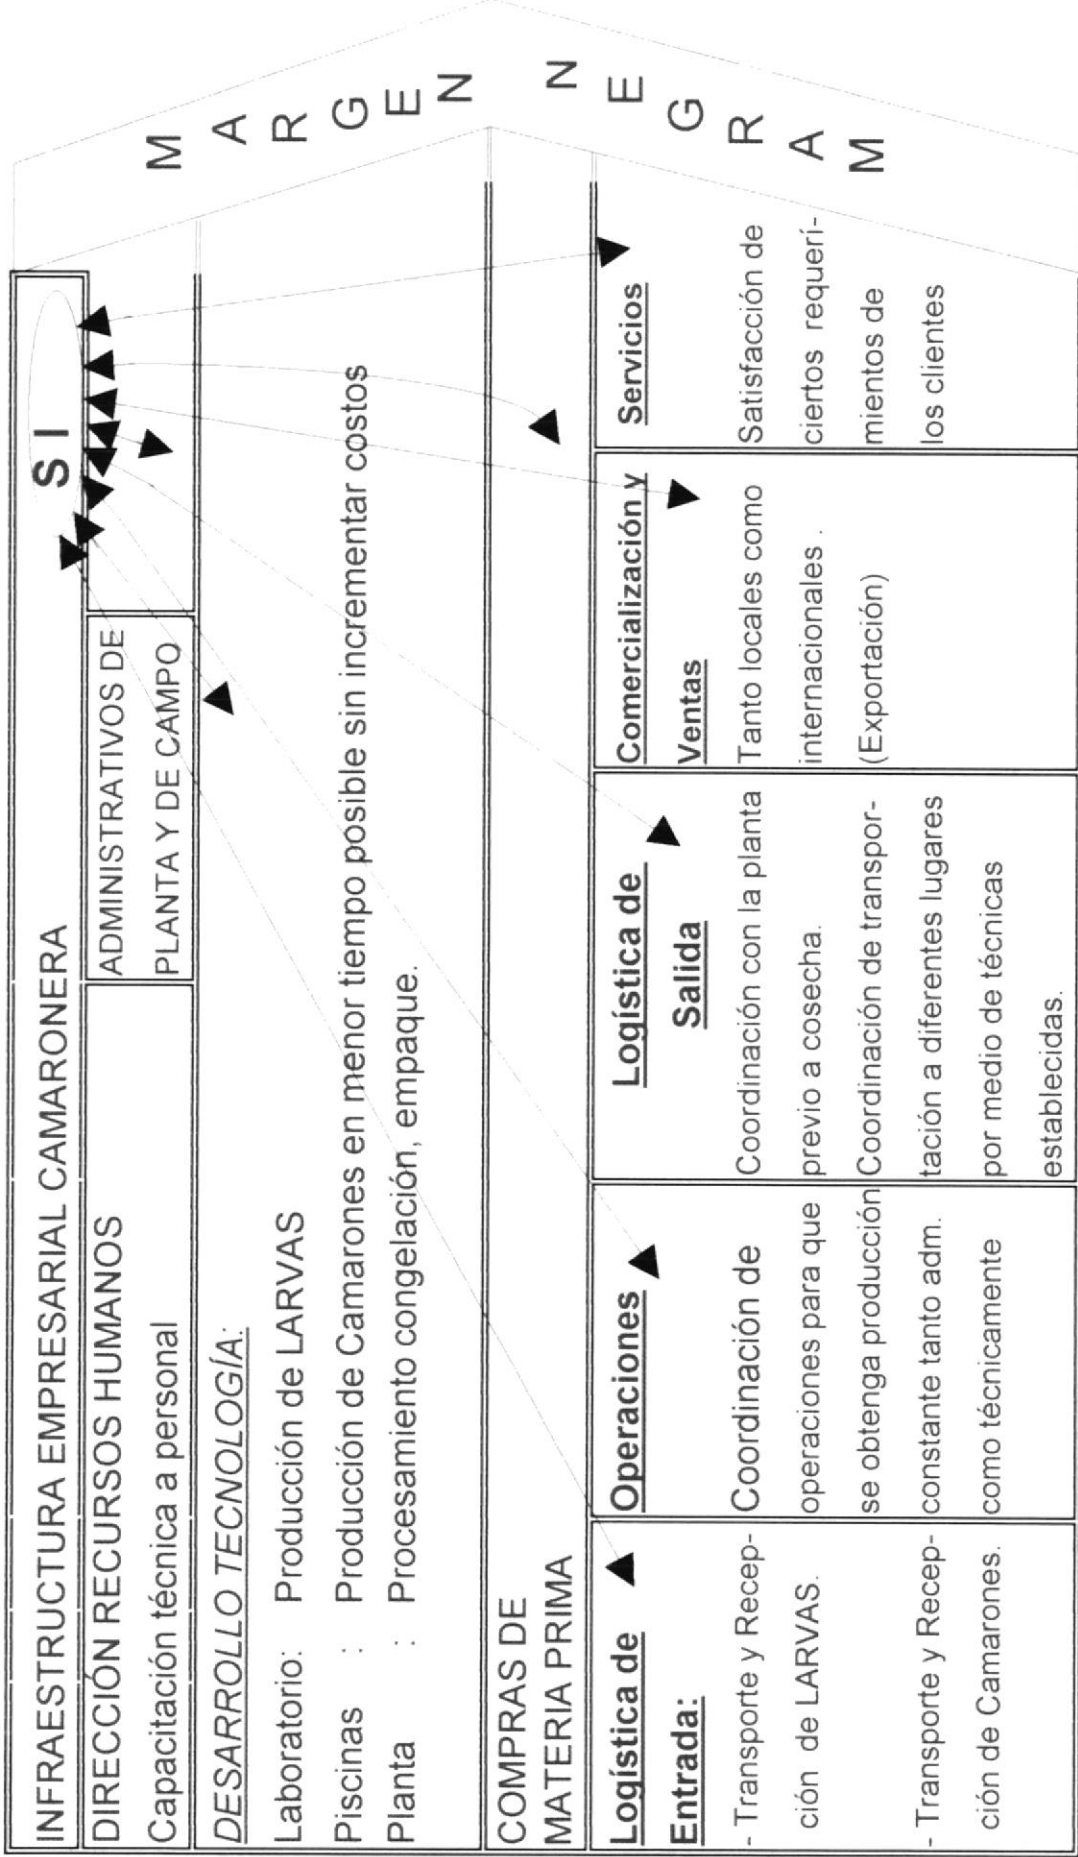 INFRAESTRUCTURA EMPRESARIAL CAMARONERA
S I
DIRECCIÓN RECURSOS HUMANOS
Capacitación técnica a personal
ADMINISTRATIVOS DE
PLANTA Y DE CAMPO
DESARROLLO TECNOLOGÍA:
Laboratorio: Producción de LARVAS
Piscinas : Producción de Camarones en menor tiempo posible sin incrementar costos
Planta : Procesamiento congelación, empaque.
COMPRAS DE
MATERIA PRIMA
Logística de
Entrada:
- Transporte y Recep-
ción de LARVAS.
- Transporte y Recep-
ción de Camarones.
Operaciones
Coordinación de
operaciones para que
se obtenga producción
constante tanto adm.
como técnicamente
Logística de
Salida
Coordinación con la planta
previo a cosecha.
Coordinación de transpor-
tación a diferentes lugares
por medio de técnicas
establecidas.
Comercialización y
Ventas
Tanto locales como
internacionales .
(Exportación)
Servicios
Satisfacción de
ciertos requeri-
mientos de
los clientes
M A R G E N
M A R G E N